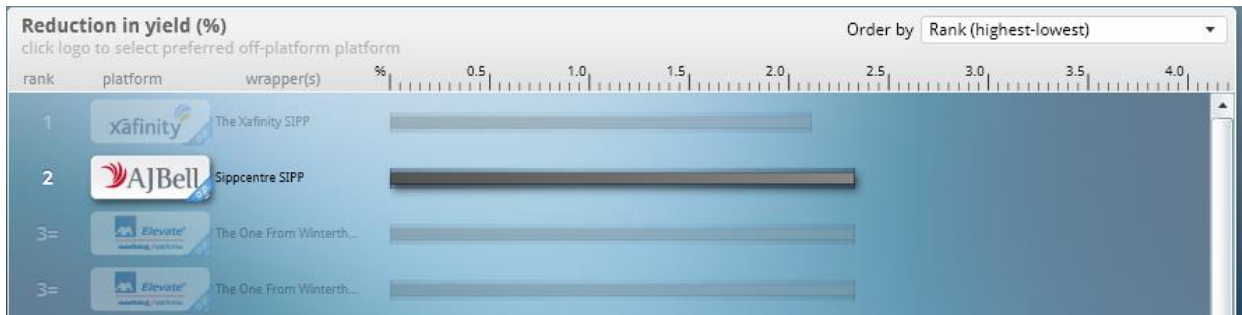 Reduction in yield (%)
Order by Rank (highest-lowest)
click logo to select preferred off-platform platform
rank platform wrapper(s) % 0.5 1.0 1.5 2.0 2.5 3.0 3.5 4.0
1 xafinity The Xafinity SIPP
2 AJBell Sippcentre SIPP
3= AXA Elevate The One From Winterth...
3= AXA Elevate The One From Winterth...